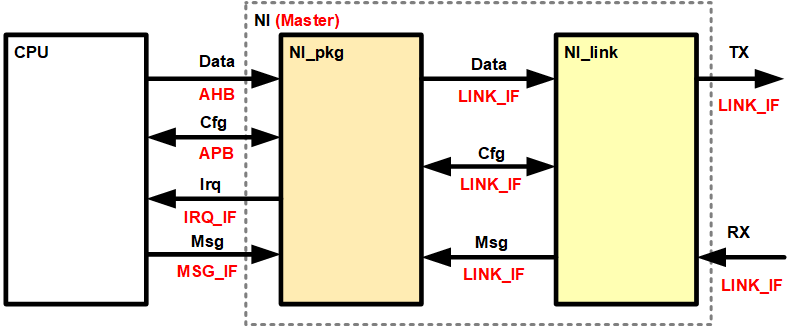 NI (Master)
CPU
NI_pkg
NI_link
Data
AHB
Cfg
APB
Irq
IRQ_IF
Msg
MSG_IF
Data
LINK_IF
Cfg
LINK_IF
Msg
LINK_IF
TX
LINK_IF
RX
LINK_IF